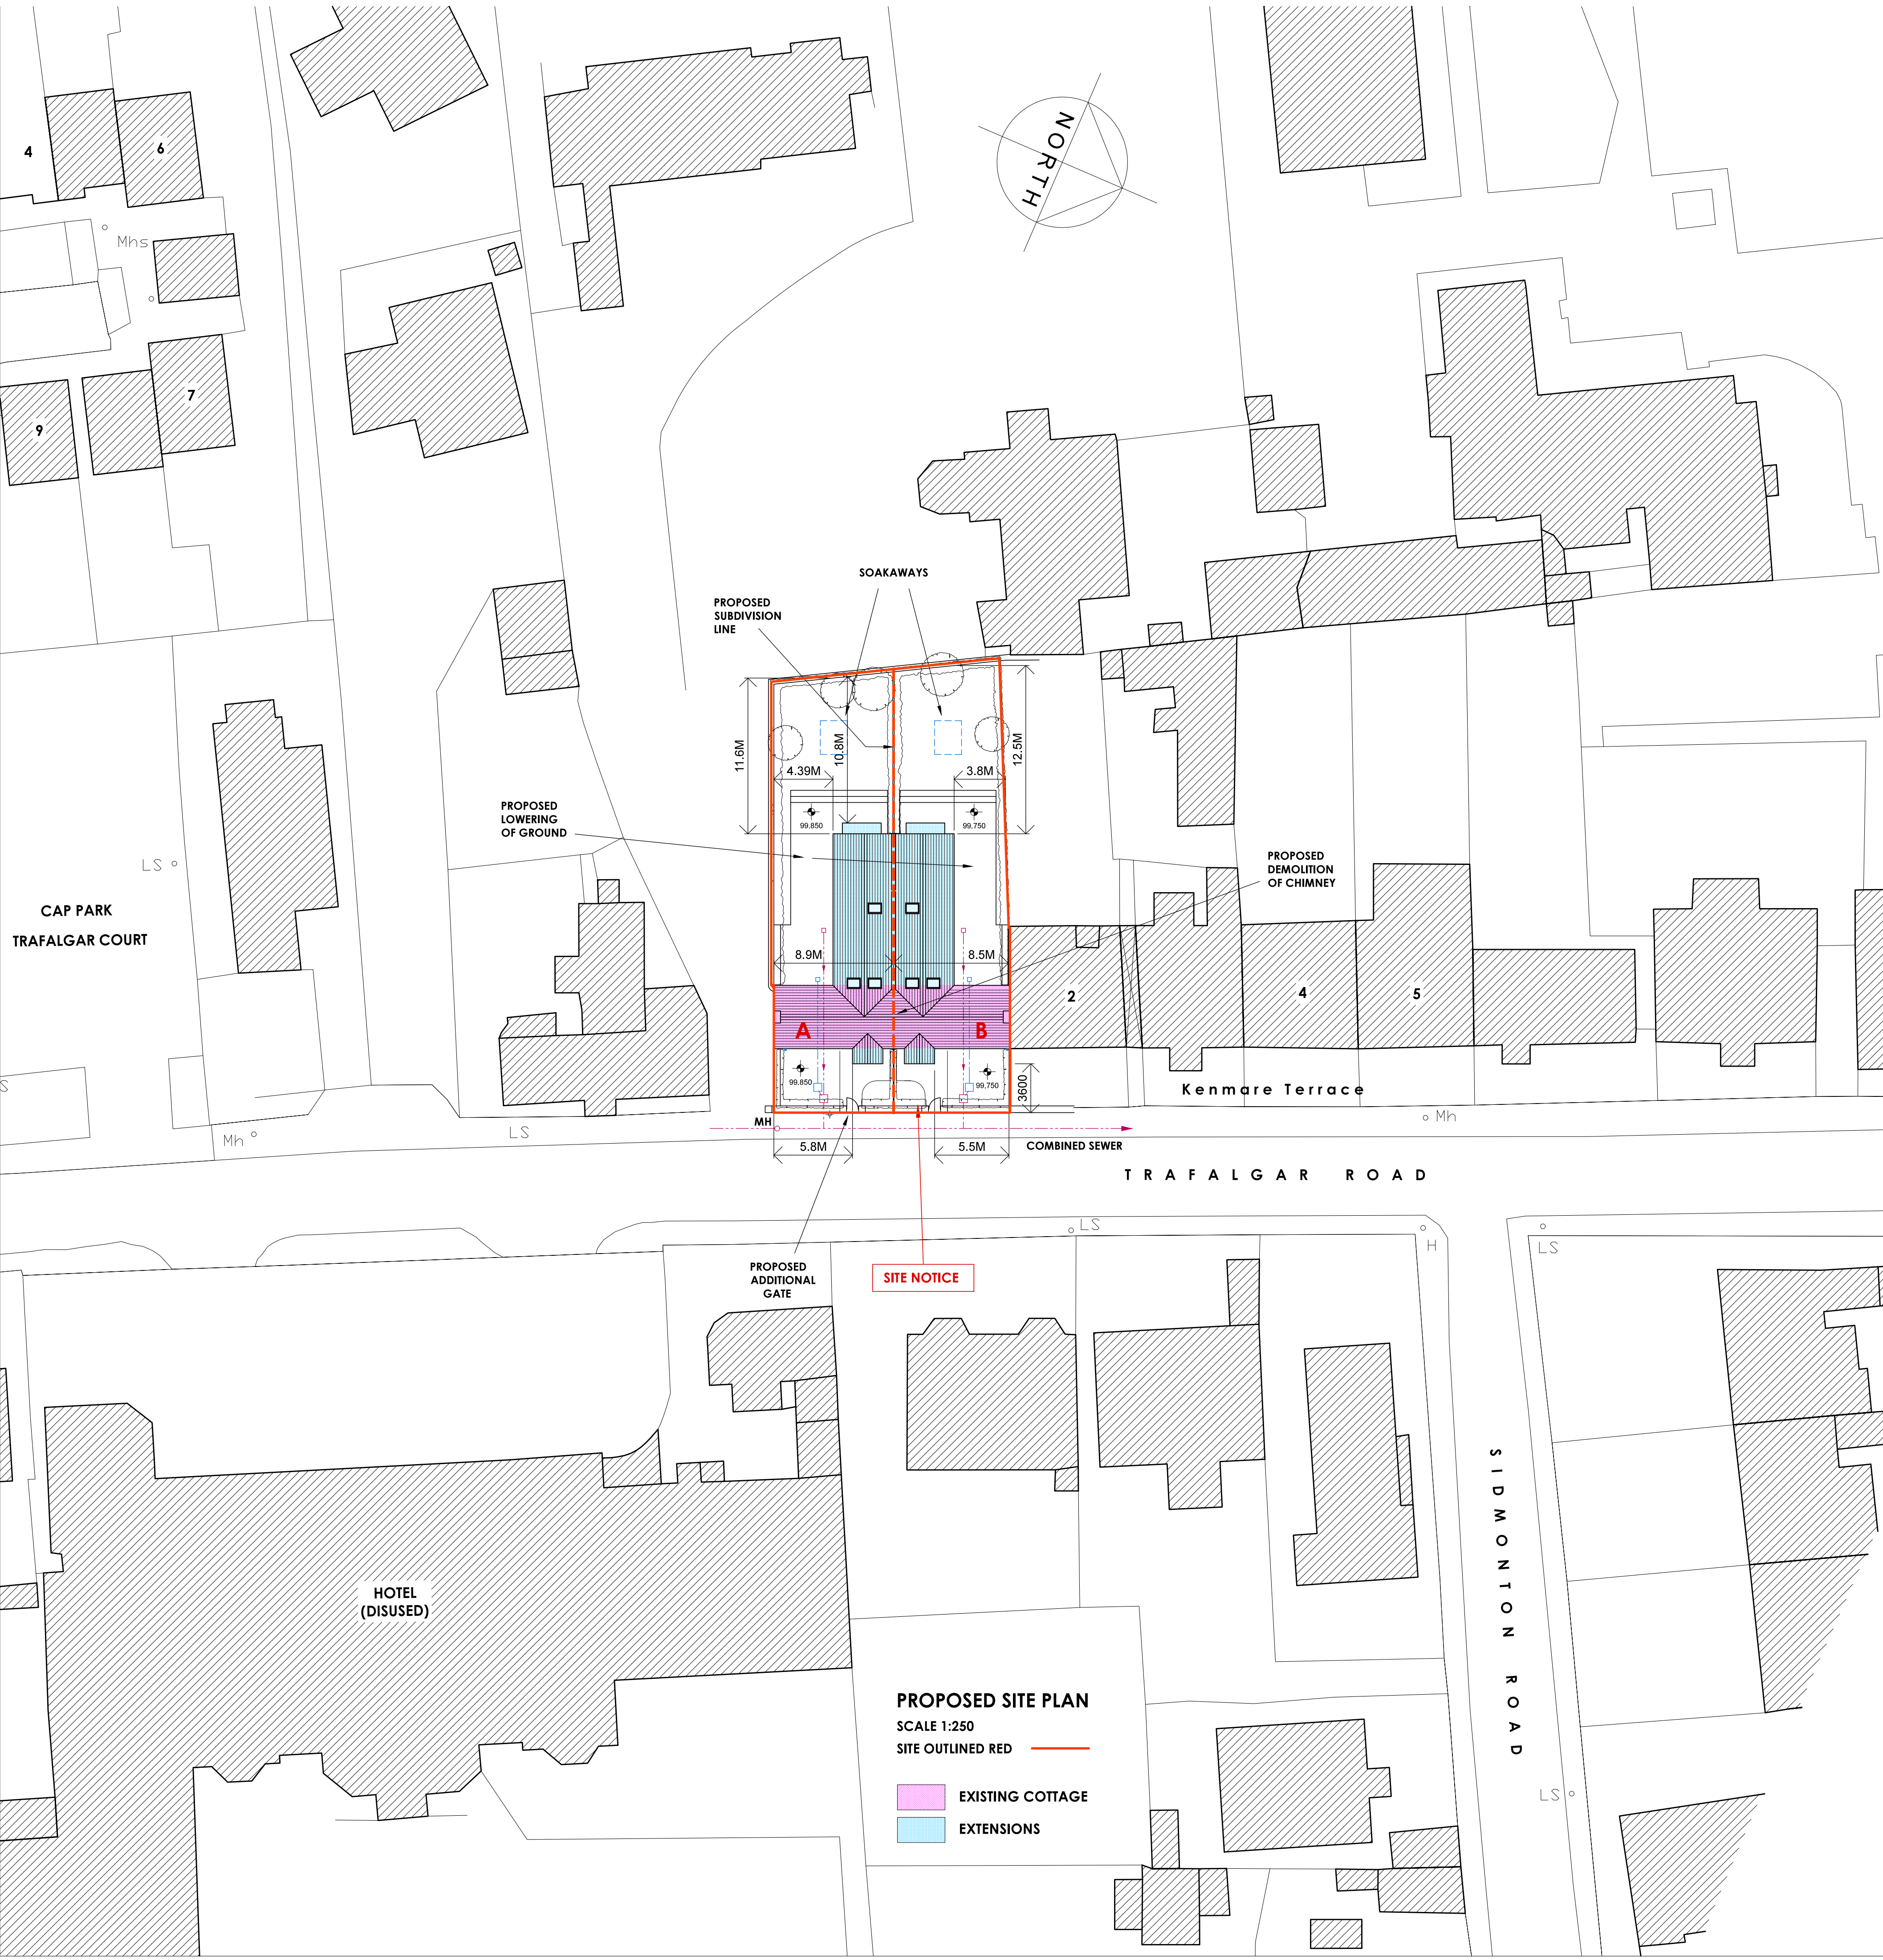 NORTH
4
6
Mhs
7
9
SOAKAWAYS
PROPOSED
SUBDIVISION
LINE
11.6M
10.8M
12.5M
4.39M
3.8M
PROPOSED
LOWERING
OF GROUND
99.850
99.750
LS
PROPOSED
DEMOLITION
OF CHIMNEY
CAP PARK
TRAFALGAR COURT
8.9M
8.5M
2
4
5
A
B
99.850
99.750
3600
S
Kenmare Terrace
Mh
LS
MH
Mh
5.8M
5.5M
COMBINED SEWER
TRAFALGAR ROAD
LS
H
LS
PROPOSED
ADDITIONAL
GATE
SITE NOTICE
SIDMONTON ROAD
HOTEL
(DISUSED)
PROPOSED SITE PLAN
SCALE 1:250
SITE OUTLINED RED
EXISTING COTTAGE
EXTENSIONS
LS